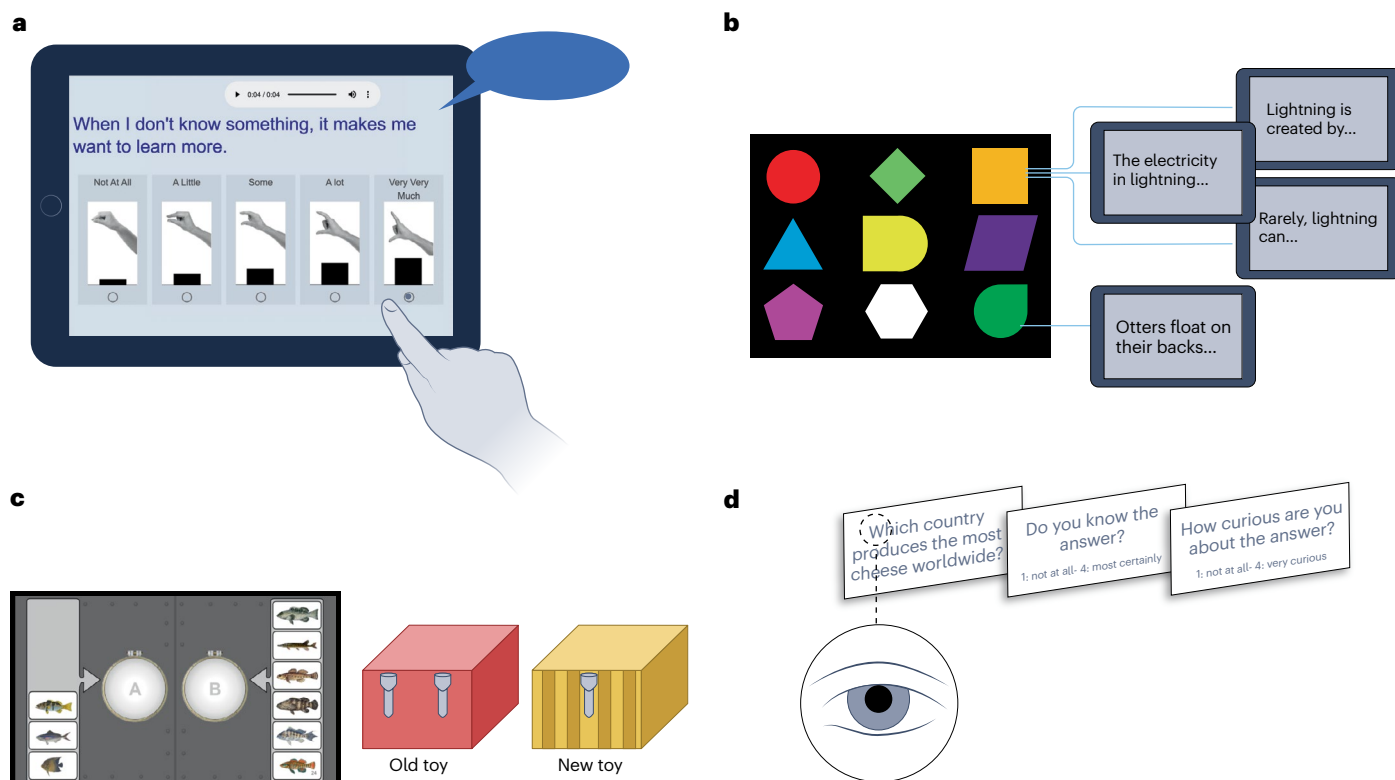 a
0:04 / 0:04
When I don't know something, it makes me
want to learn more.
Not At All
A Little
Some
A lot
Very Very
Much
b
Lightning is
created by...
The electricity
in lightning...
Rarely, lightning
can...
Otters float on
their backs...
c
A
B
24
Old toy
New toy
d
Which country
produces the most
cheese worldwide?
Do you know the
answer?
1: not at all- 4: most certainly
How curious are you
about the answer?
1: not at all- 4: very curious